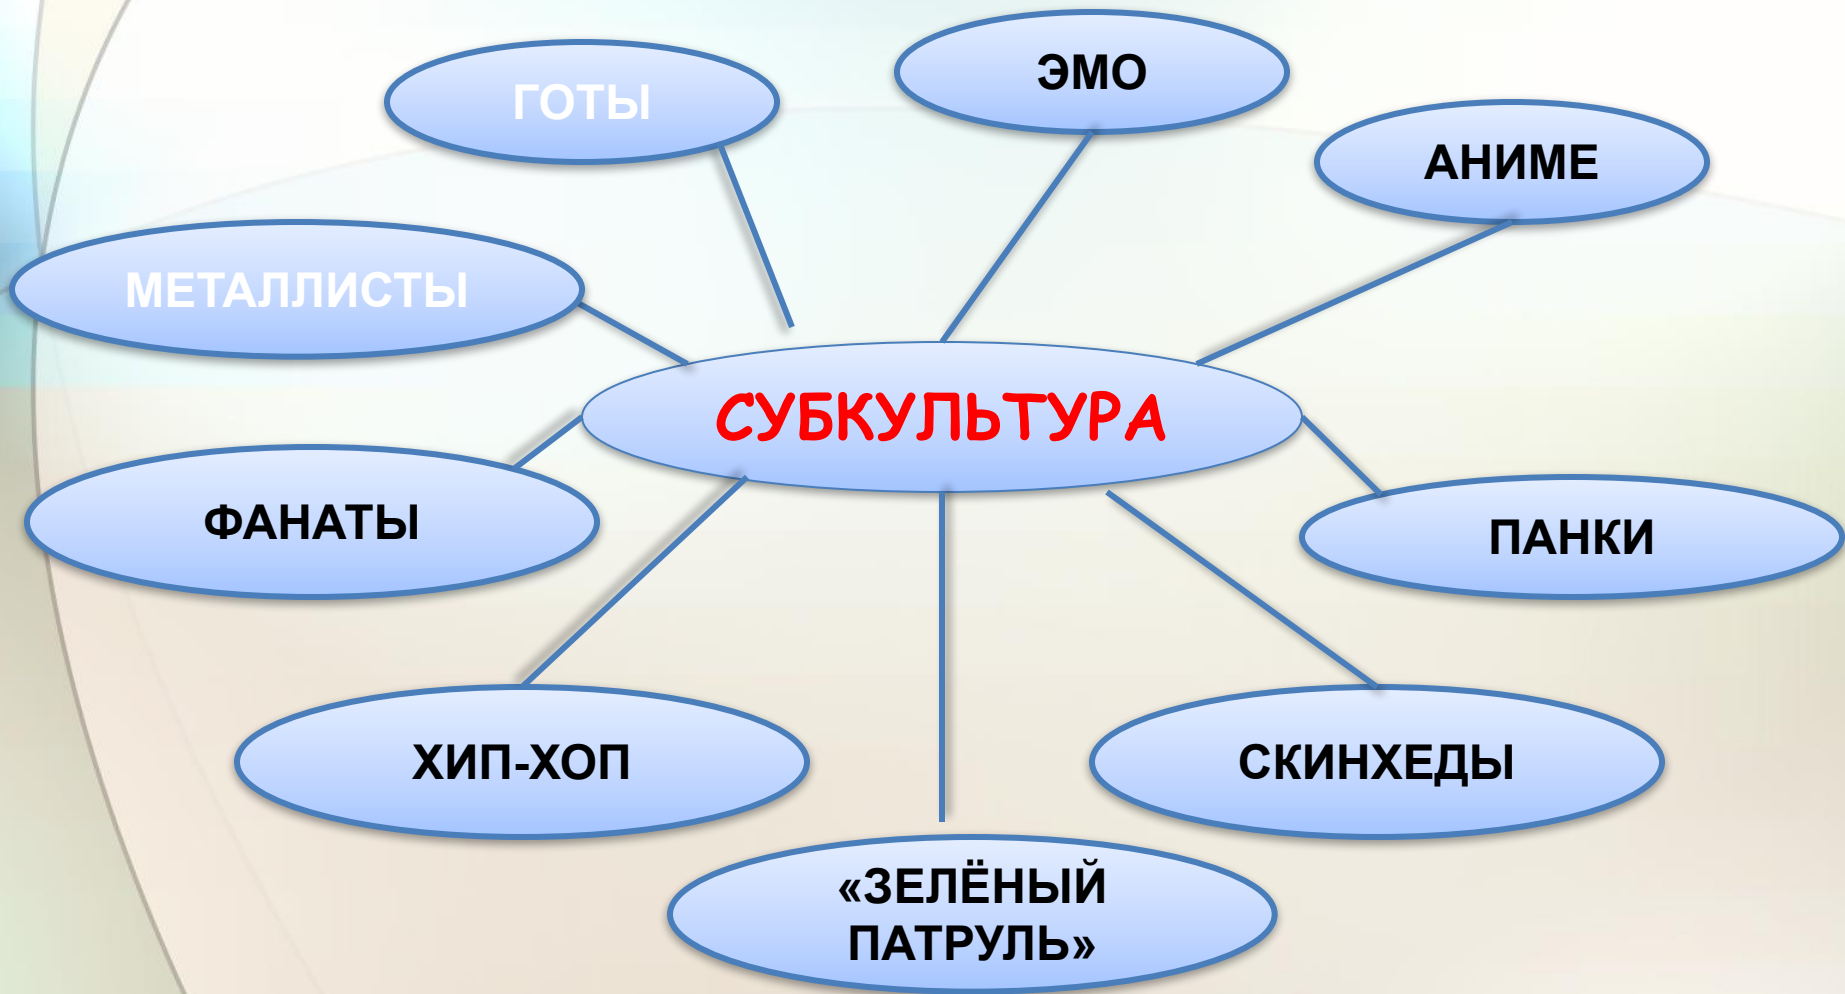 ЭМО
ГОТЫ
АНИМЕ
МЕТАЛЛИСТЫ
СУБКУЛЬТУРА
ФАНАТЫ
ПАНКИ
ХИП-ХОП
СКИНХЕДЫ
«ЗЕЛЁНЫЙ
ПАТРУЛЬ»